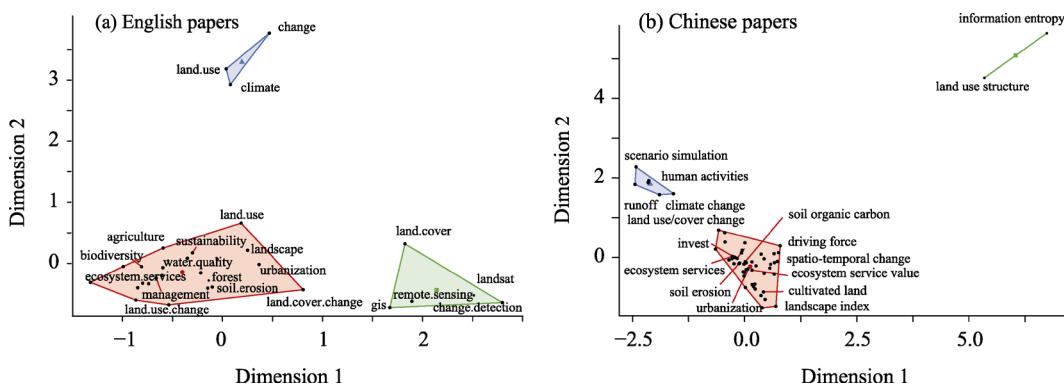 (a) English papers
change
land.use
climate
3
2
1
0
Dimension 2
land.use
agriculture
sustainability
landscape
biodiversity
water.quality
urbanization
ecosystem.services
forest
management
soil.erosion
land.use.change
land.cover.change
land.cover
landsat
remote.sensing
gis
change.detection
−1
0
1
2
Dimension 1
(b) Chinese papers
information entropy
land use structure
4
2
0
Dimension 2
scenario simulation
human activities
runoff
climate change
land use/cover change
soil organic carbon
invest
driving force
spatio-temporal change
ecosystem services
ecosystem service value
soil erosion
cultivated land
urbanization
landscape index
−2.5
0.0
2.5
5.0
Dimension 1